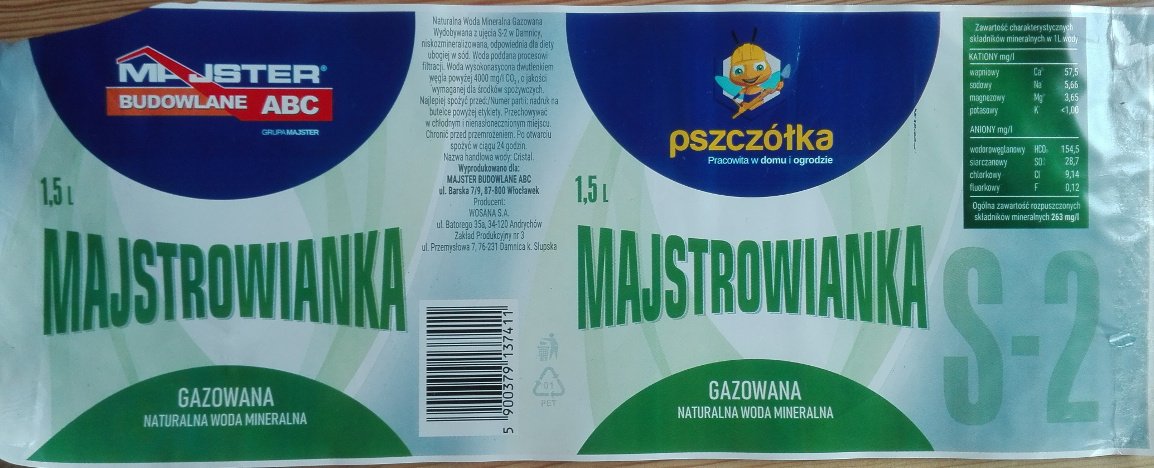 MAJSTER®
BUDOWLANE ABC
GRUPA MAJSTER
1,5 L
MAJSTROWIANKA
GAZOWANA
NATURALNA WODA MINERALNA
Naturalna Woda Mineralna Gazowana
Wydobywana z ujęcia S-2 w Damnicy,
niskozmineralizowana, odpowiednia dla diety
ubogiej w sód. Woda poddana procesowi
filtracji. Woda wysokonasycona dwutlenkiem
węgla powyżej 4000 mg/l CO₂, o jakości
wymaganej dla środków spożywczych.
Najlepiej spożyć przed:/Numer partii: nadruk na
butelce powyżej etykiety. Przechowywać
w chłodnym i nienasłonecznionym miejscu.
Chronić przed przemrożeniem. Po otwarciu
spożyć w ciągu 24 godzin.
Nazwa handlowa wody: Cristal.
Wyprodukowano dla:
MAJSTER BUDOWLANE ABC
ul. Barska 7/9, 87-800 Włocławek
Producent:
WOSANA S.A.
ul. Batorego 35a, 34-120 Andrychów
Zakład Produkcyjny nr 3
ul. Przemysłowa 7, 76-231 Damnica k. Słupska
5 900379 137411
01
PET
pszczółka
Pracowita w domu i ogrodzie
1,5 L
MAJSTROWIANKA
GAZOWANA
NATURALNA WODA MINERALNA
Zawartość charakterystycznych
składników mineralnych w 1L wody
KATIONY mg/l
wapniowy Ca 57,5
sodowy Na 5,66
magnezowy Mg 3,65
potasowy K <1,00
ANIONY mg/l
wodorowęglanowy HCO₃ 154,5
siarczanowy SO 28,7
chlorkowy Cl 9,14
fluorkowy F 0,12
Ogólna zawartość rozpuszczonych
składników mineralnych 263 mg/l
S-2